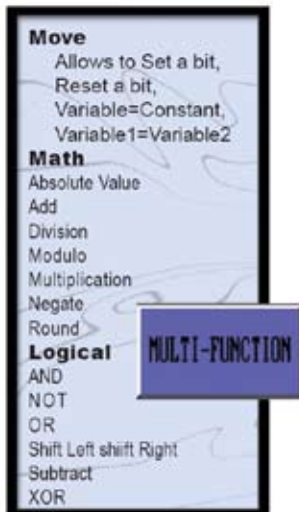 Move
Allows to Set a bit,
Reset a bit,
Variable=Constant,
Variable1=Variable2
Math
Absolute Value
Add
Division
Modulo
Multiplication
Negate
Round
Logical
AND
NOT
OR
Shift Left shiift Right
Subtract
XOR
MULTI-FUNCTION